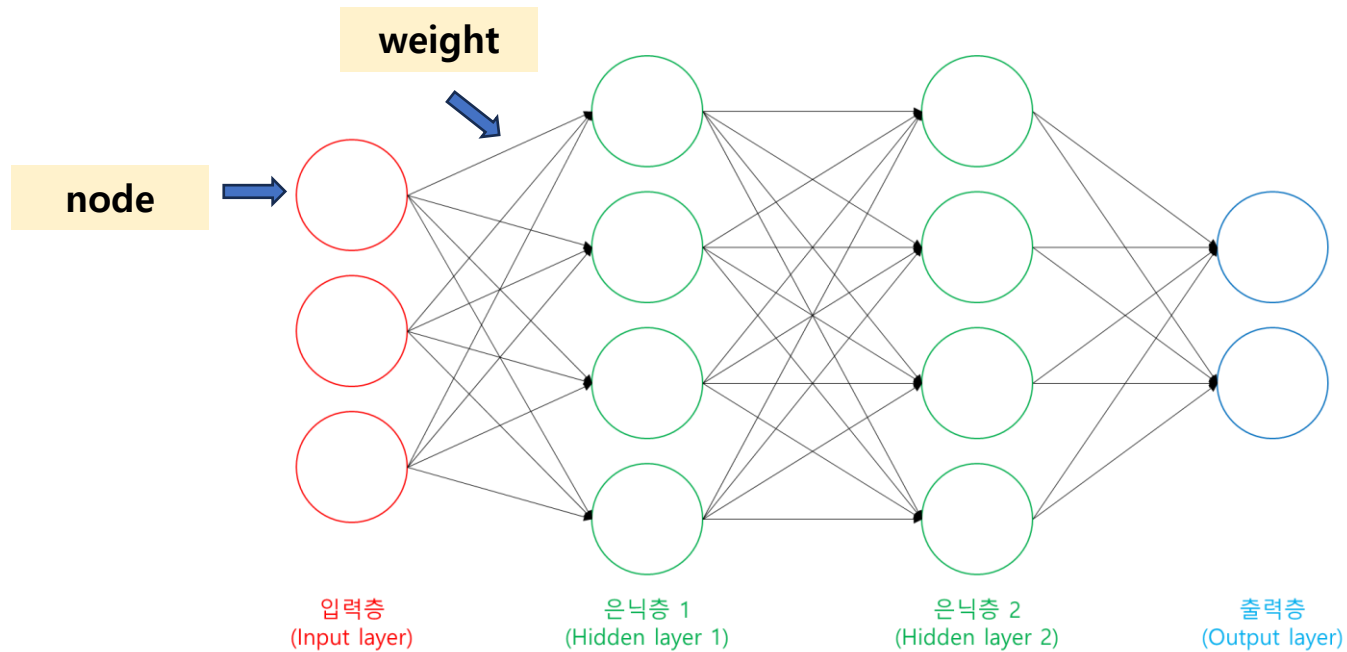 weight
node
입력층
(Input layer)
은닉층 1
(Hidden layer 1)
은닉층 2
(Hidden layer 2)
출력층
(Output layer)